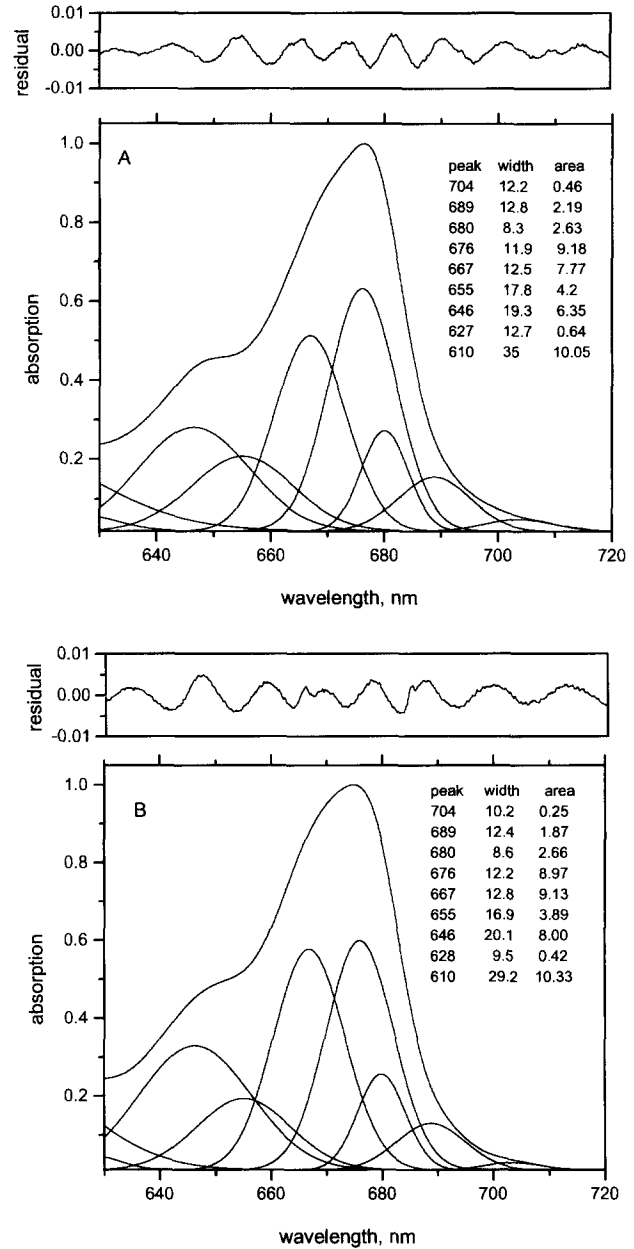 0.01
residual
0.00
-0.01
A
1.0
0.8
0.6
0.4
0.2
absorption
peak width area
704 12.2 0.46
689 12.8 2.19
680 8.3 2.63
676 11.9 9.18
667 12.5 7.77
655 17.8 4.2
646 19.3 6.35
627 12.7 0.64
610 35 10.05
640 660 680 700 720
wavelength, nm
0.01
residual
0.00
-0.01
B
1.0
0.8
0.6
0.4
0.2
absorption
peak width area
704 10.2 0.25
689 12.4 1.87
680 8.6 2.66
676 12.2 8.97
667 12.8 9.13
655 16.9 3.89
646 20.1 8.00
628 9.5 0.42
610 29.2 10.33
640 660 680 700 720
wavelength, nm